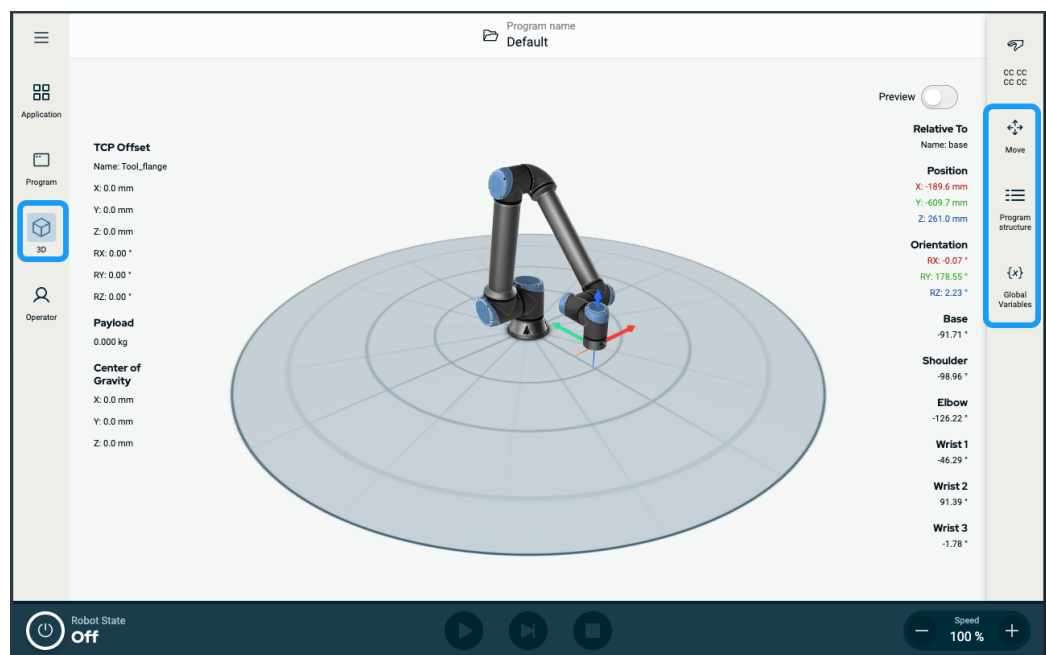 Program name
Default
Application
Program
3D
Operator
TCP Offset
Name: Tool_flange
X: 0.0 mm
Y: 0.0 mm
Z: 0.0 mm
RX: 0.00 °
RY: 0.00 °
RZ: 0.00 °
Payload
0.000 kg
Center of
Gravity
X: 0.0 mm
Y: 0.0 mm
Z: 0.0 mm
Preview
Relative To
Name: base
Position
X: -189.6 mm
Y: -609.7 mm
Z: 261.0 mm
Orientation
RX: -0.07 °
RY: 178.55 °
RZ: 2.23 °
Base
-91.71 °
Shoulder
-98.96 °
Elbow
-126.22 °
Wrist 1
-46.29 °
Wrist 2
91.39 °
Wrist 3
-1.78 °
CC CC
CC CC
Move
Program
structure
{x}
Global
Variables
Robot State
Off
Speed
100 %